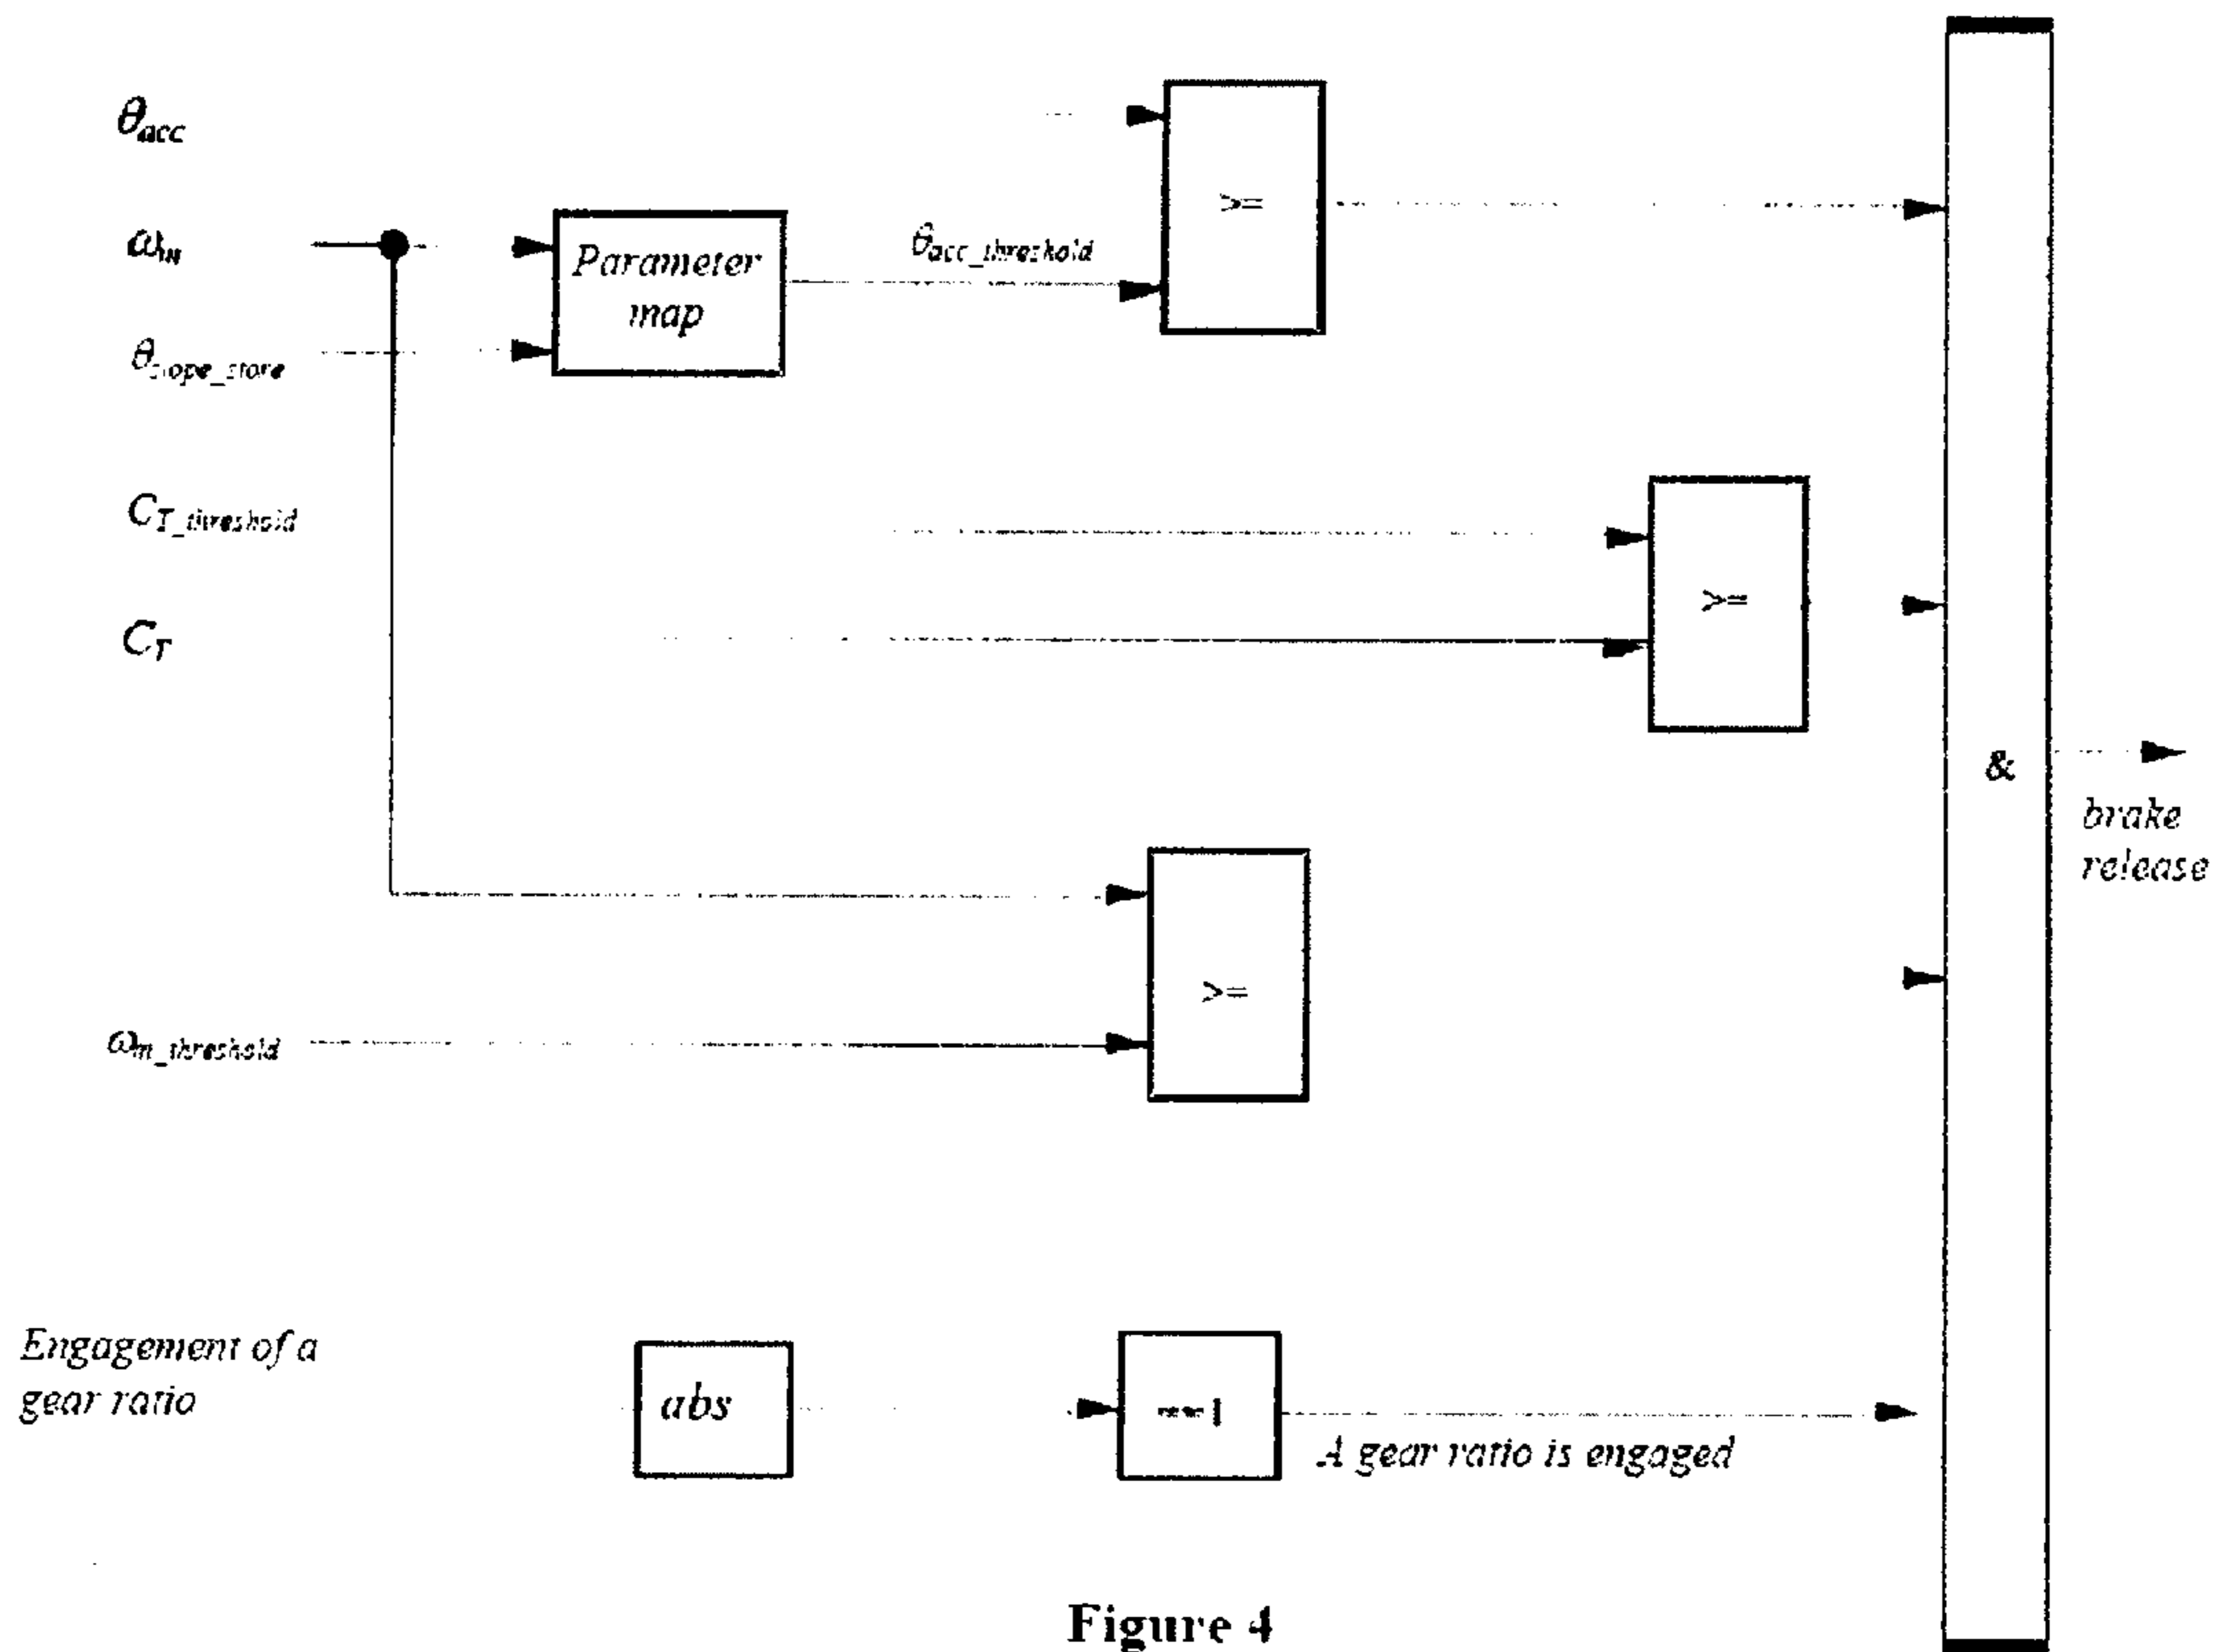 θacc
ωm
Parameter
map
θacc_threshold
>=
θslope_store
CT_threshold
>=
CT
&
brake
release
>=
ωm_threshold
Engagement of a
gear ratio
abs
==1
A gear ratio is engaged
Figure 4